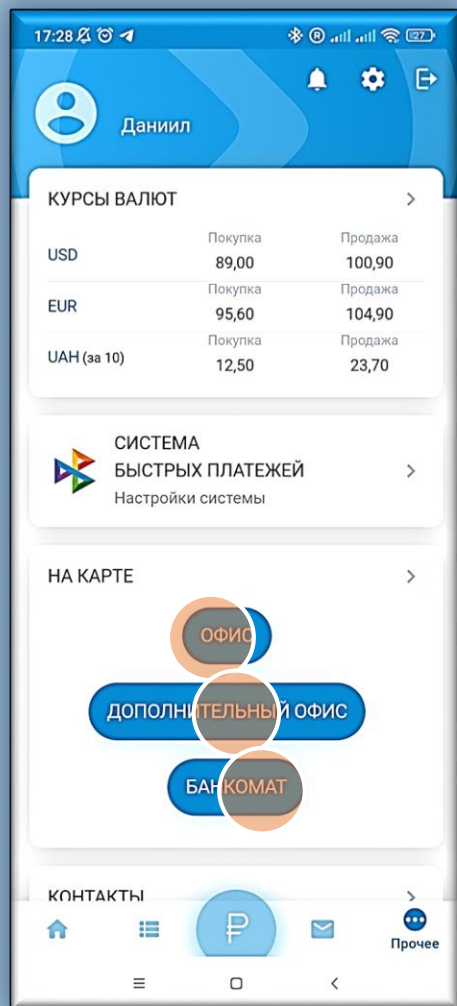 17:28 27
Даниил
КУРСЫ ВАЛЮТ
Покупка Продажа
USD 89,00 100,90
Покупка Продажа
EUR 95,60 104,90
Покупка Продажа
UAH (за 10) 12,50 23,70
СИСТЕМА
БЫСТРЫХ ПЛАТЕЖЕЙ
Настройки системы
НА КАРТЕ
ОФИС
ДОПОЛНИТЕЛЬНЫЙ ОФИС
БАНКОМАТ
КОНТАКТЫ
Прочее